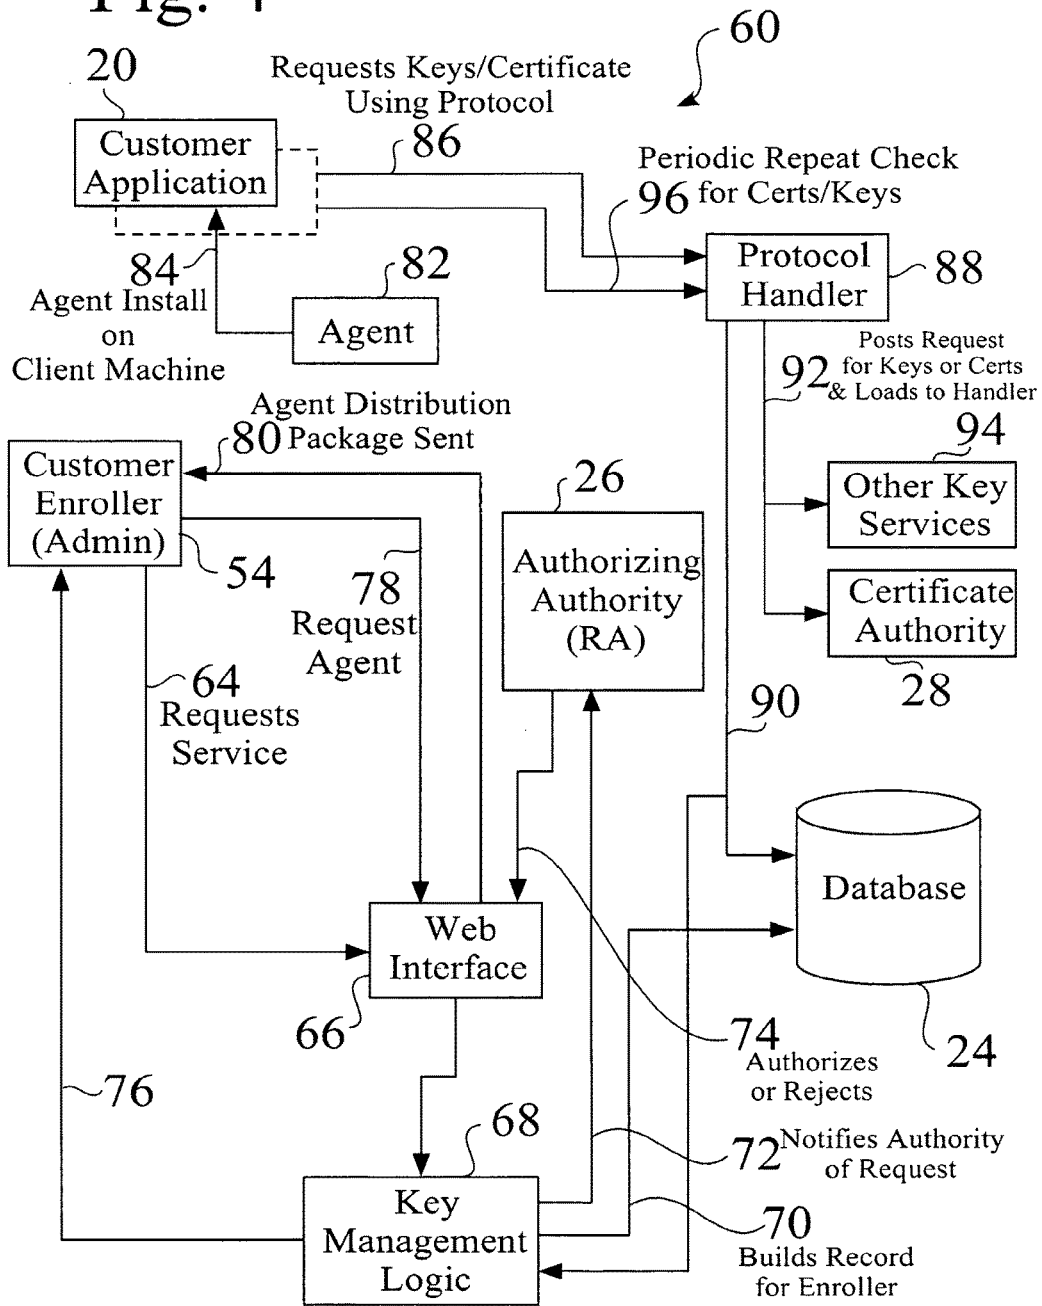 Fig. 4
60
20
Requests Keys/Certificate
Using Protocol
86
Customer
Application
Periodic Repeat Check
96 for Certs/Keys
84
Agent Install
on
Client Machine
82
Agent
Protocol
Handler
88
Posts Request
for Keys or Certs
92 & Loads to Handler
Agent Distribution
80 Package Sent
94
Other Key
Services
Customer
Enroller
(Admin)
54
26
Authorizing
Authority
(RA)
78
Request
Agent
Certificate
Authority
28
64
Requests
Service
90
Database
24
Web
Interface
66
74
Authorizes
or Rejects
76
68
72 Notifies Authority
of Request
Key
Management
Logic
70
Builds Record
for Enroller